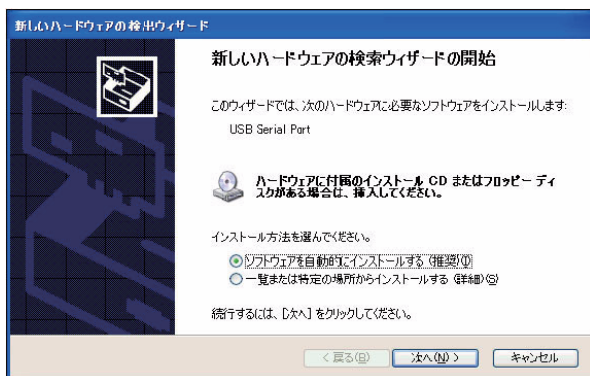 新しいハードウェアの検出ウィザード
新しいハードウェアの検索ウィザードの開始
このウィザードでは、次のハードウェアに必要なソフトウェアをインストールします:
USB Serial Port
ハードウェアに付属のインストール CD またはフロッピー ディ
スクがある場合は、挿入してください。
インストール方法を選んでください。
ソフトウェアを自動的にインストールする (推奨)(I)
一覧または特定の場所からインストールする (詳細)(S)
続行するには、[次へ] をクリックしてください。
< 戻る(B)
次へ(N) >
キャンセル